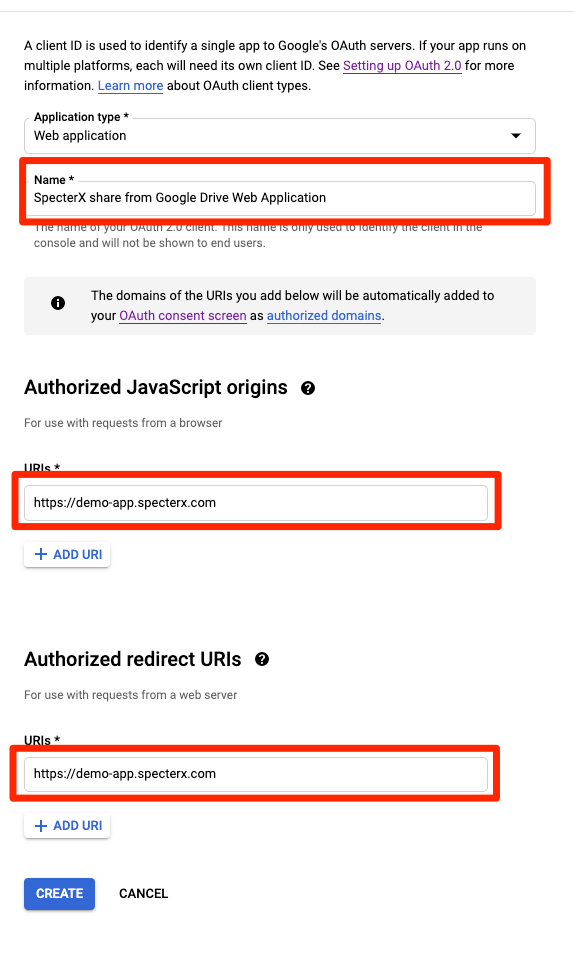 A client ID is used to identify a single app to Google's OAuth servers. If your app runs on
multiple platforms, each will need its own client ID. See Setting up OAuth 2.0 for more
information. Learn more about OAuth client types.
Application type *
Web application
Name *
SpecterX share from Google Drive Web Application
The name of your OAuth 2.0 client. This name is only used to identify the client in the
console and will not be shown to end users.
The domains of the URIs you add below will be automatically added to
your OAuth consent screen as authorized domains.
Authorized JavaScript origins
For use with requests from a browser
URIs *
https://demo-app.specterx.com
+ ADD URI
Authorized redirect URIs
For use with requests from a web server
URIs *
https://demo-app.specterx.com
+ ADD URI
CREATE CANCEL